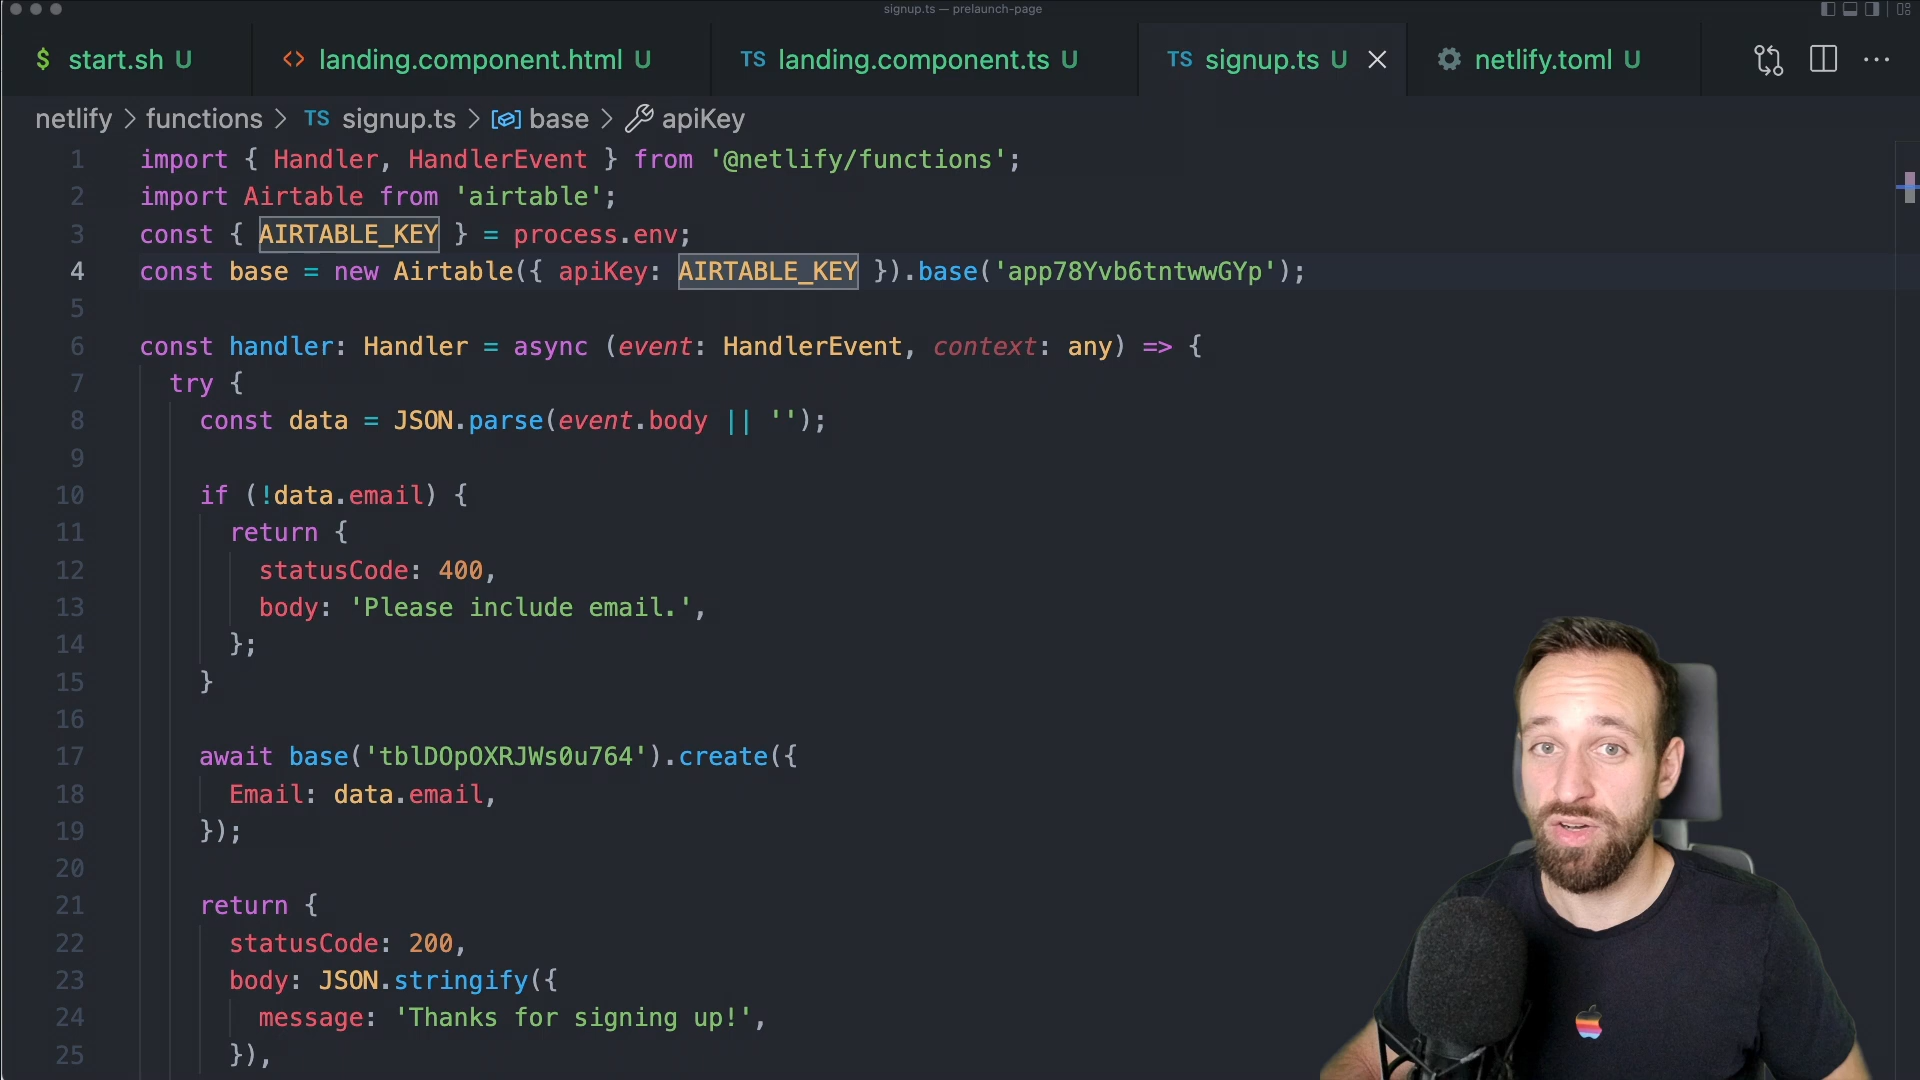 signup.ts — prelaunch-page
$ start.sh U
<> landing.component.html U
TS landing.component.ts U
TS signup.ts U
netlify.toml U
netlify > functions > TS signup.ts > base > apiKey
1 import { Handler, HandlerEvent } from '@netlify/functions';
2 import Airtable from 'airtable';
3 const { AIRTABLE_KEY } = process.env;
4 const base = new Airtable({ apiKey: AIRTABLE_KEY }).base('app78Yvb6tntwwGYp');
5
6 const handler: Handler = async (event: HandlerEvent, context: any) => {
7 try {
8 const data = JSON.parse(event.body || '');
9
10 if (!data.email) {
11 return {
12 statusCode: 400,
13 body: 'Please include email.',
14 };
15 }
16
17 await base('tblDOpOXRJWs0u764').create({
18 Email: data.email,
19 });
20
21 return {
22 statusCode: 200,
23 body: JSON.stringify({
24 message: 'Thanks for signing up!',
25 }),